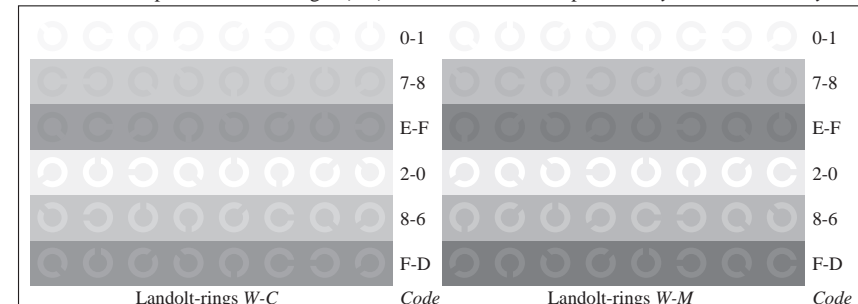 0-1 0-1
7-8 7-8
E-F E-F
2-0 2-0
8-6 8-6
F-D F-D
Landolt-rings W-C Code Landolt-rings W-M Code